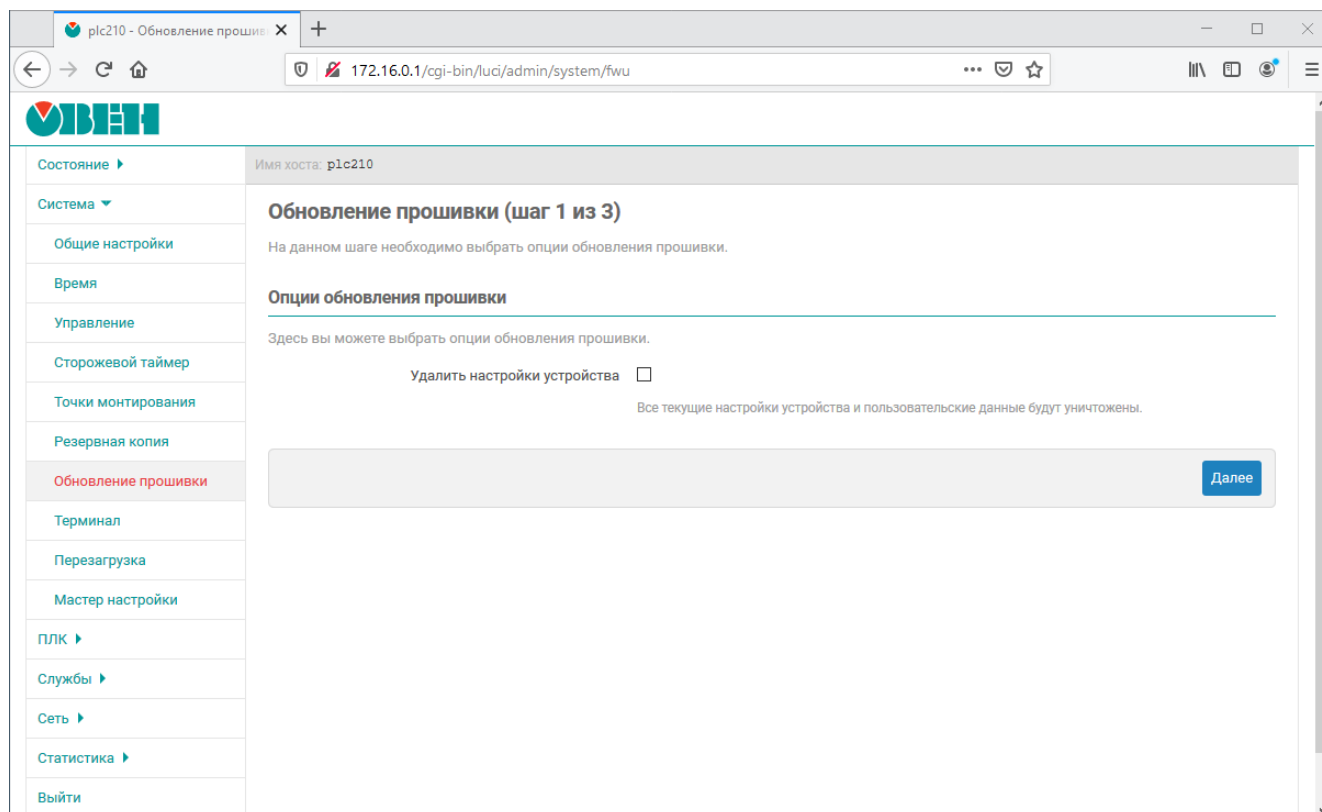 plc210 - Обновление прошив
172.16.0.1/cgi-bin/luci/admin/system/fwu
ОВЕН
Состояние
Имя хоста: plc210
Система
Общие настройки
Время
Управление
Сторожевой таймер
Точки монтирования
Резервная копия
Обновление прошивки
Терминал
Перезагрузка
Мастер настройки
ПЛК
Службы
Сеть
Статистика
Выйти
Обновление прошивки (шаг 1 из 3)
На данном шаге необходимо выбрать опции обновления прошивки.
Опции обновления прошивки
Здесь вы можете выбрать опции обновления прошивки.
Удалить настройки устройства
Все текущие настройки устройства и пользовательские данные будут уничтожены.
Далее